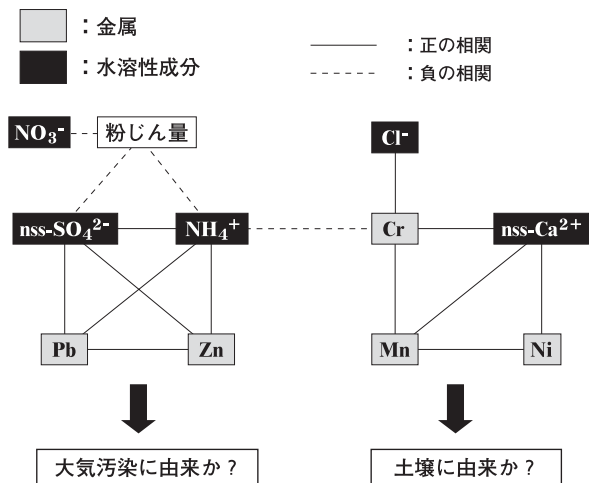 ：金属
：水溶性成分
：正の相関
：負の相関
NO₃⁻
粉じん量
Cl⁻
nss-SO₄²⁻
NH₄⁺
Cr
nss-Ca²⁺
Pb
Zn
Mn
Ni
大気汚染に由来か？
土壌に由来か？